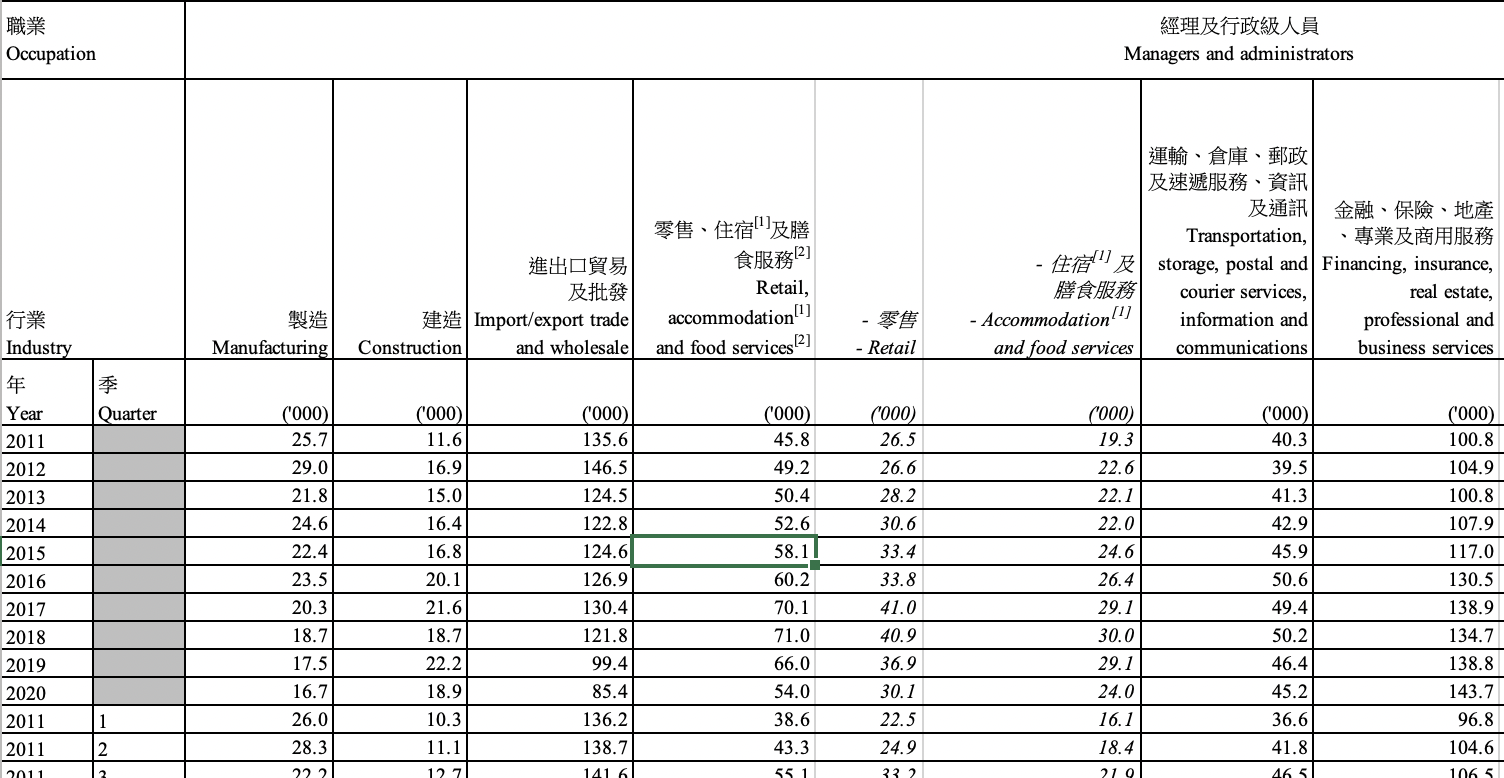 職業
Occupation
經理及行政級人員
Managers and administrators
行業
Industry
製造
Manufacturing
建造
Construction
進出口貿易
及批發
Import/export trade
and wholesale
零售、住宿[1]及膳
食服務[2]
Retail,
accommodation[1]
and food services[2]
- 零售
- Retail
- 住宿[1] 及
膳食服務
- Accommodation[1]
and food services
運輸、倉庫、郵政
及速遞服務、資訊
及通訊
Transportation,
storage, postal and
courier services,
information and
communications
金融、保險、地產
、專業及商用服務
Financing, insurance,
real estate,
professional and
business services
年
Year
季
Quarter
('000) ('000) ('000) ('000) ('000) ('000) ('000) ('000)
2011 25.7 11.6 135.6 45.8 26.5 19.3 40.3 100.8
2012 29.0 16.9 146.5 49.2 26.6 22.6 39.5 104.9
2013 21.8 15.0 124.5 50.4 28.2 22.1 41.3 100.8
2014 24.6 16.4 122.8 52.6 30.6 22.0 42.9 107.9
2015 22.4 16.8 124.6 58.1 33.4 24.6 45.9 117.0
2016 23.5 20.1 126.9 60.2 33.8 26.4 50.6 130.5
2017 20.3 21.6 130.4 70.1 41.0 29.1 49.4 138.9
2018 18.7 18.7 121.8 71.0 40.9 30.0 50.2 134.7
2019 17.5 22.2 99.4 66.0 36.9 29.1 46.4 138.8
2020 16.7 18.9 85.4 54.0 30.1 24.0 45.2 143.7
2011 1 26.0 10.3 136.2 38.6 22.5 16.1 36.6 96.8
2011 2 28.3 11.1 138.7 43.3 24.9 18.4 41.8 104.6
2011 3 22.2 12.7 141.6 55.1 33.2 21.9 46.5 106.5